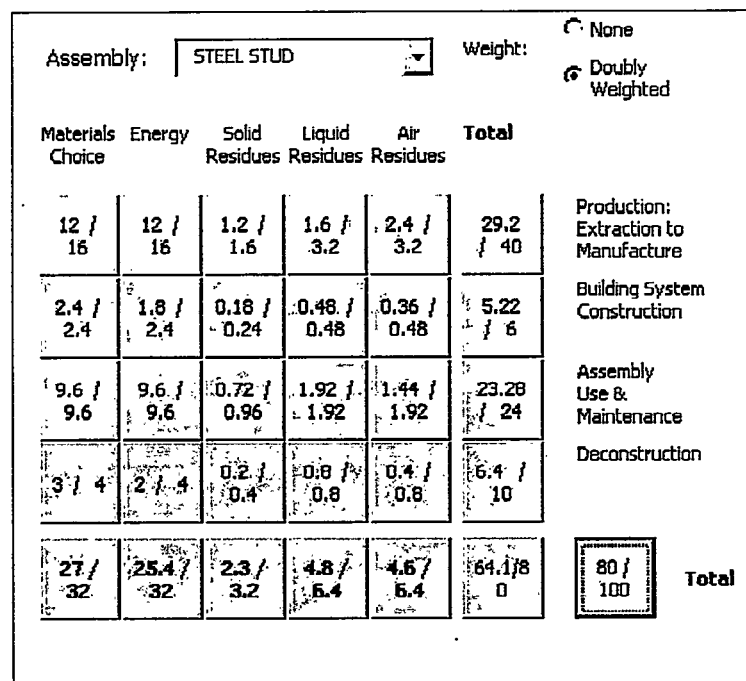 None
Assembly: STEEL STUD Weight:
Doubly
Weighted
Materials Energy Solid Liquid Air Total
Choice Residues Residues Residues
12 / 12 / 1.2 / 1.6 / 2.4 / 29.2 Production:
16 16 1.6 3.2 3.2 / 40 Extraction to
Manufacture
2.4 / 1.8 / 0.18 / 0.48 / 0.36 / 5.22 Building System
2.4 2.4 0.24 0.48 0.48 / 6 Construction
9.6 / 9.6 / 0.72 / 1.92 / 1.44 / 23.28 Assembly
9.6 9.6 0.96 1.92 1.92 / 24 Use &
Maintenance
3 / 4 2 / 4 0.2 / 0.8 / 0.4 / 6.4 / Deconstruction
0.4 0.8 0.8 10
27 / 25.4 / 2.3 / 4.8 / 4.6 / 64.1/8 80 / Total
32 32 3.2 6.4 6.4 0 100